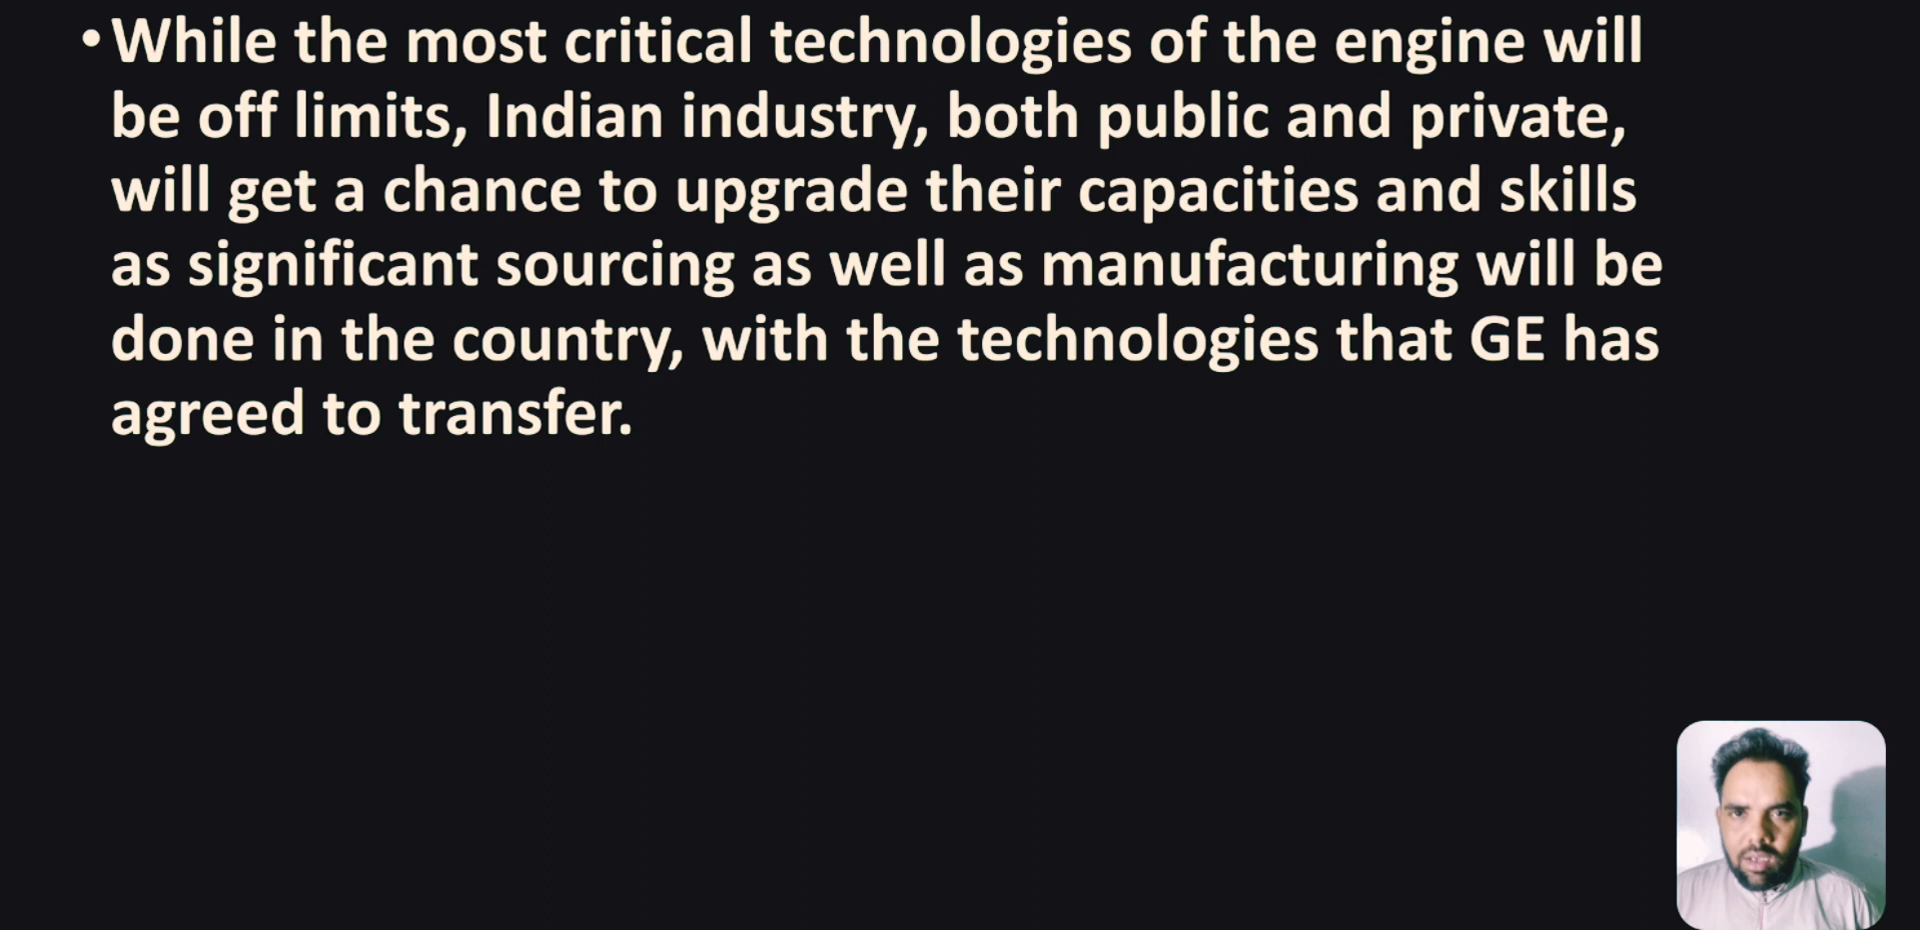 •While the most critical technologies of the engine will
be off limits, Indian industry, both public and private,
will get a chance to upgrade their capacities and skills
as significant sourcing as well as manufacturing will be
done in the country, with the technologies that GE has
agreed to transfer.